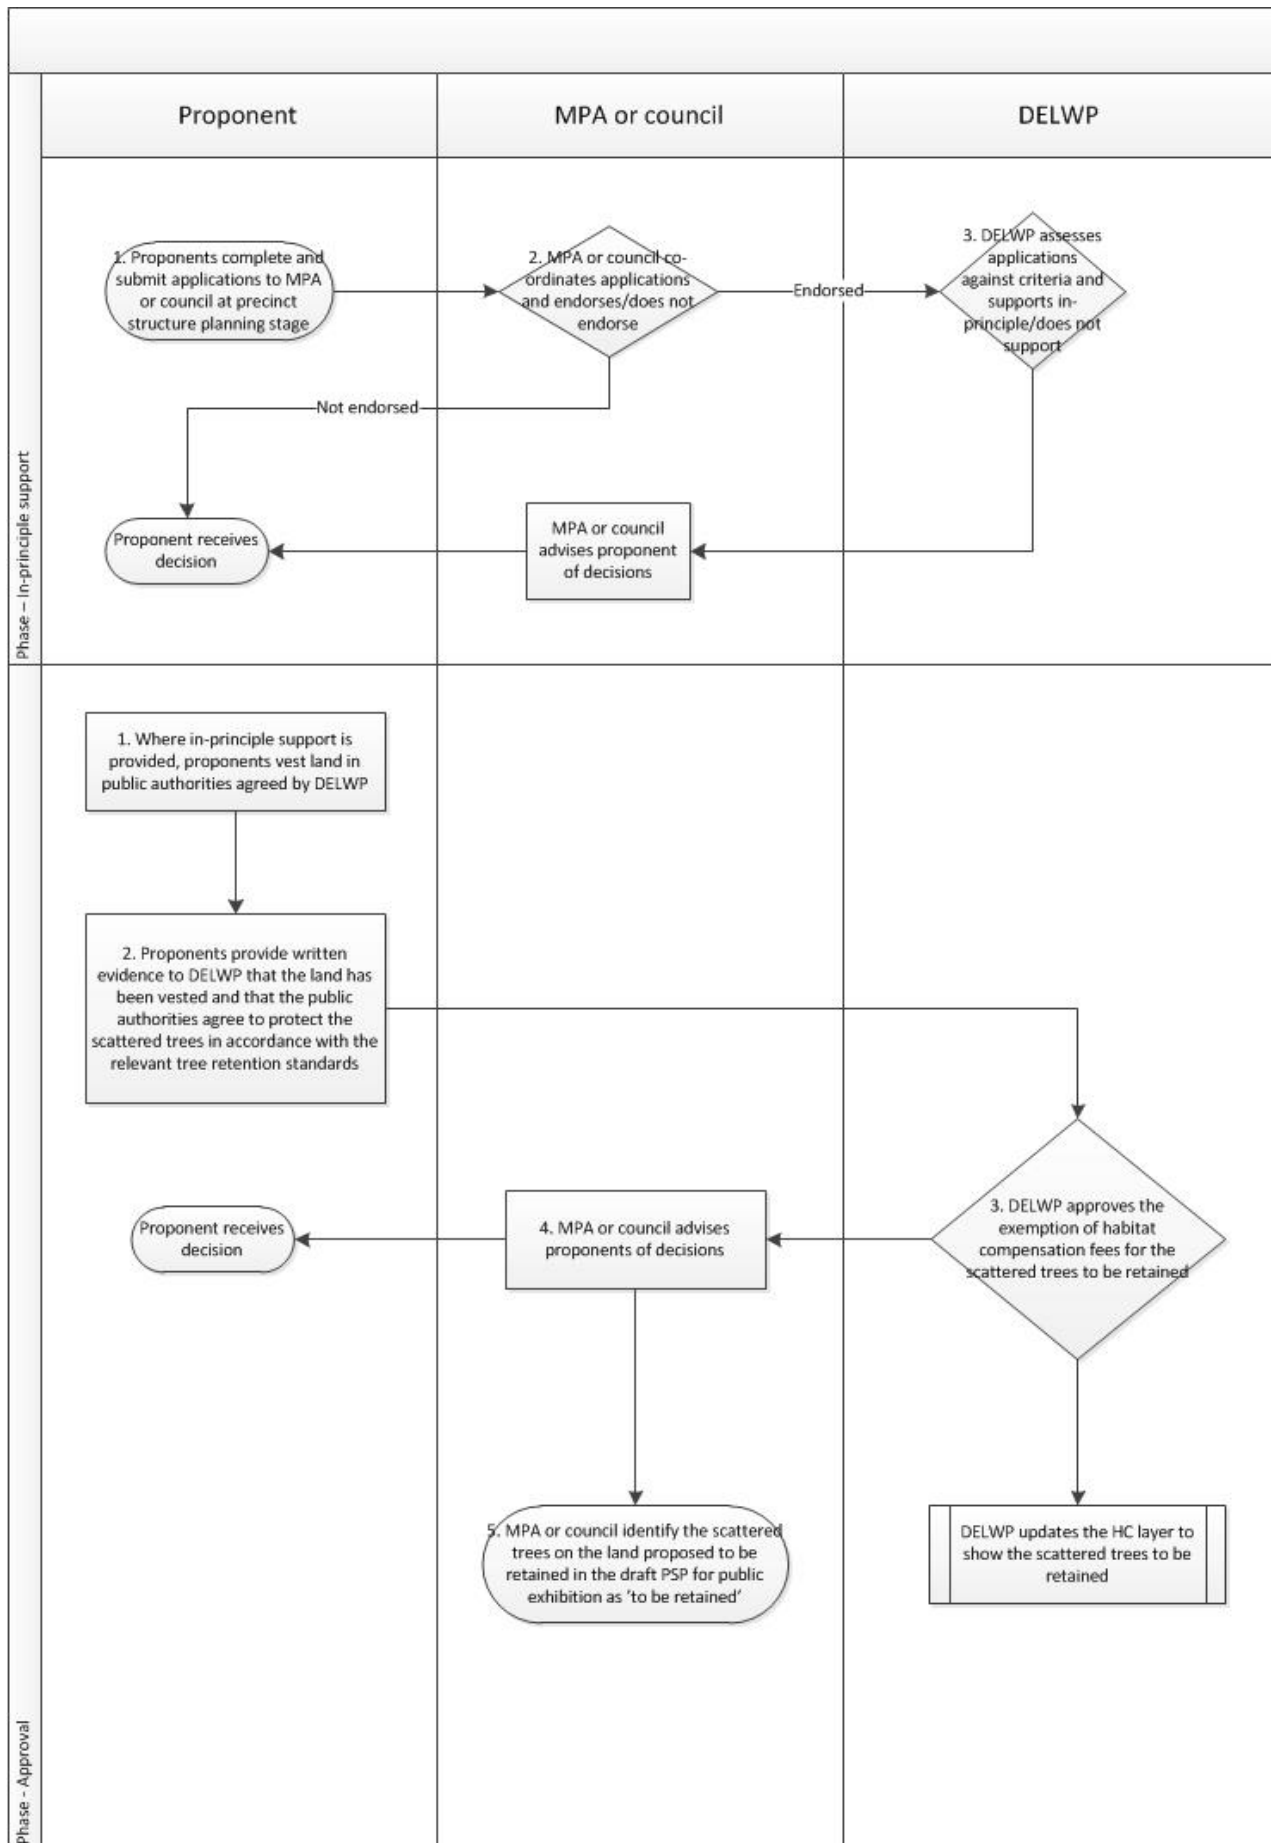 Proponent
MPA or council
DELWP
Phase – In-principle support
1. Proponents complete and
submit applications to MPA
or council at precinct
structure planning stage
2. MPA or council co-
ordinates applications
and endorses/does not
endorse
Endorsed
3. DELWP assesses
applications
against criteria and
supports in-
principle/does not
support
Not endorsed
Proponent receives
decision
MPA or council
advises proponent
of decisions
Phase - Approval
1. Where in-principle support is
provided, proponents vest land in
public authorities agreed by DELWP
2. Proponents provide written
evidence to DELWP that the land has
been vested and that the public
authorities agree to protect the
scattered trees in accordance with the
relevant tree retention standards
3. DELWP approves the
exemption of habitat
compensation fees for the
scattered trees to be retained
4. MPA or council advises
proponents of decisions
Proponent receives
decision
5. MPA or council identify the scattered
trees on the land proposed to be
retained in the draft PSP for public
exhibition as ‘to be retained’
DELWP updates the HC layer to
show the scattered trees to be
retained